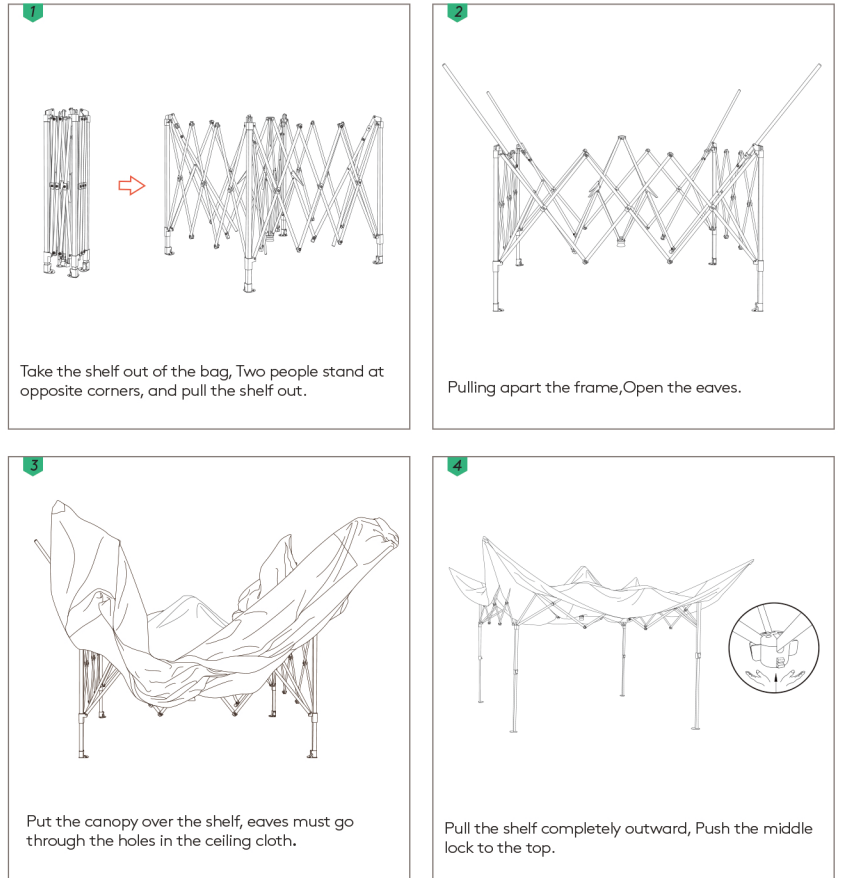 1
Take the shelf out of the bag, Two people stand at
opposite corners, and pull the shelf out.
2
Pulling apart the frame,Open the eaves.
3
Put the canopy over the shelf, eaves must go
through the holes in the ceiling cloth.
4
Pull the shelf completely outward, Push the middle
lock to the top.